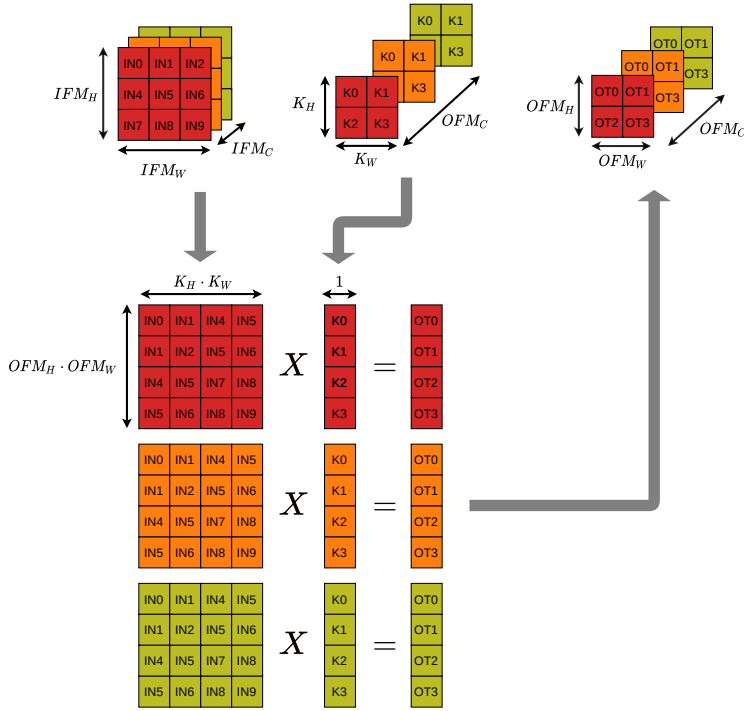 IN0 IN1 IN2
IN4 IN5 IN6
IN7 IN8 IN9
IFM_H
IFM_W
IFM_C
K0 K1
K3
K0 K1
K3
K0 K1
K2 K3
K_H
K_W
OFM_C
OT0 OT1
OT3
OT0 OT1
OT3
OT0 OT1
OT2 OT3
OFM_H
OFM_W
OFM_C
K_H · K_W
1
OFM_H · OFM_W
IN0 IN1 IN4 IN5 K0 OT0
IN1 IN2 IN5 IN6 K1 OT1
X =
IN4 IN5 IN7 IN8 K2 OT2
IN5 IN6 IN8 IN9 K3 OT3
IN0 IN1 IN4 IN5 K0 OT0
IN1 IN2 IN5 IN6 K1 OT1
X =
IN4 IN5 IN7 IN8 K2 OT2
IN5 IN6 IN8 IN9 K3 OT3
IN0 IN1 IN4 IN5 K0 OT0
IN1 IN2 IN5 IN6 K1 OT1
X =
IN4 IN5 IN7 IN8 K2 OT2
IN5 IN6 IN8 IN9 K3 OT3